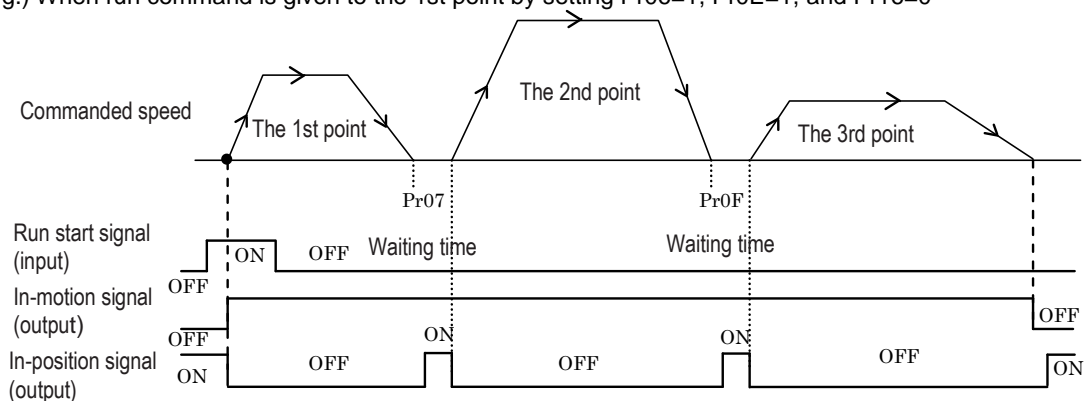 g.) When run command is given to the 1st point by setting Pr06=1, Pr0E=1, and Pr16=0
Commanded speed
The 1st point
The 2nd point
The 3rd point
Pr07
Pr0F
Run start signal
(input)
OFF
ON
OFF
Waiting time
Waiting time
In-motion signal
(output)
OFF
OFF
In-position signal
(output)
ON
OFF
ON
OFF
ON
OFF
ON